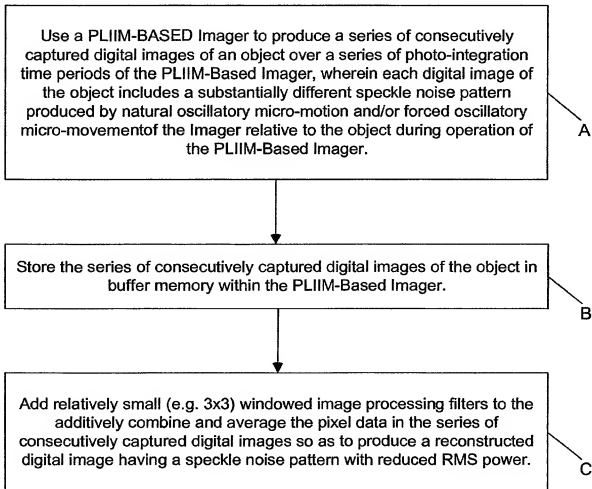 Use a PLIIM-BASED Imager to produce a series of consecutively
captured digital images of an object over a series of photo-integration
time periods of the PLIIM-Based Imager, wherein each digital image of
the object includes a substantially different speckle noise pattern
produced by natural oscillatory micro-motion and/or forced oscillatory
micro-movementof the Imager relative to the object during operation of
the PLIIM-Based Imager.
A
Store the series of consecutively captured digital images of the object in
buffer memory within the PLIIM-Based Imager.
B
Add relatively small (e.g. 3x3) windowed image processing filters to the
additively combine and average the pixel data in the series of
consecutively captured digital images so as to produce a reconstructed
digital image having a speckle noise pattern with reduced RMS power.
C